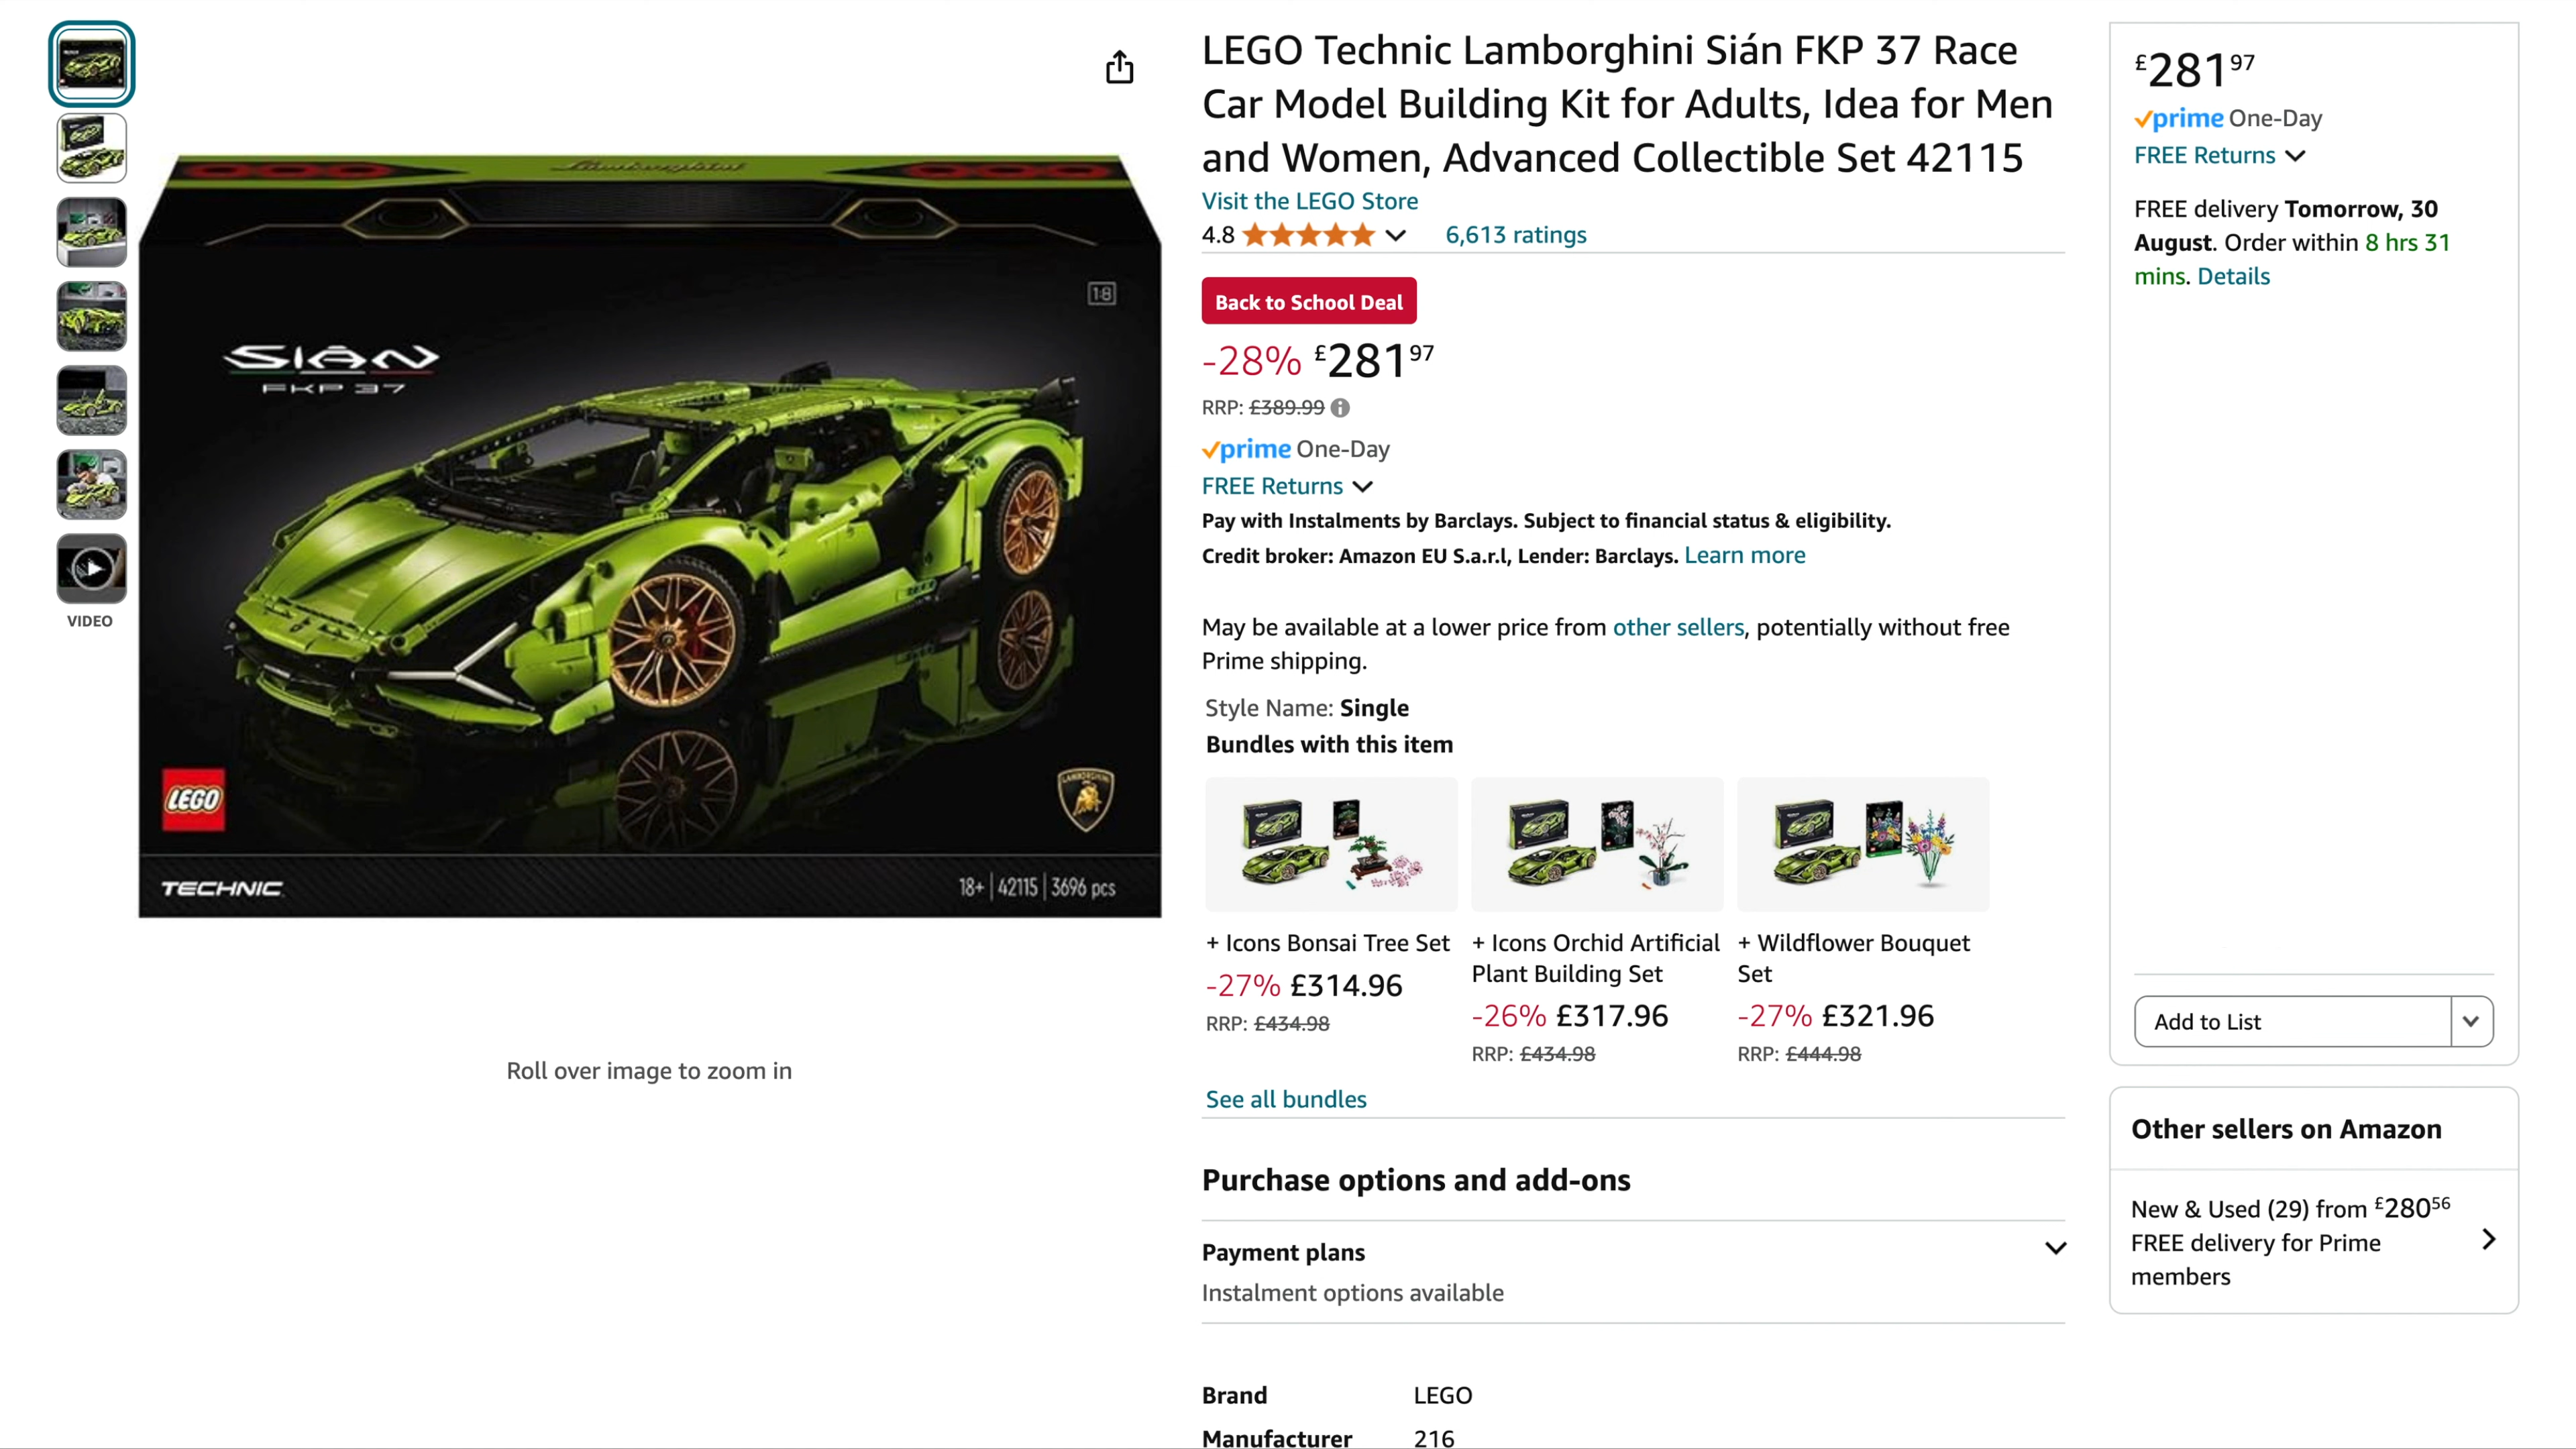 Lamborghini
1:8
SIÁN
FKP 37
LEGO
LAMBORGHINI
TECHNIC
18+ | 42115 | 3696 pcs
VIDEO
Roll over image to zoom in
LEGO Technic Lamborghini Sián FKP 37 Race
Car Model Building Kit for Adults, Idea for Men
and Women, Advanced Collectible Set 42115
Visit the LEGO Store
4.8 6,613 ratings
Back to School Deal
-28% £281.97
RRP: £389.99
prime One-Day
FREE Returns
Pay with Instalments by Barclays. Subject to financial status & eligibility.
Credit broker: Amazon EU S.a.r.l, Lender: Barclays. Learn more
May be available at a lower price from other sellers, potentially without free
Prime shipping.
Style Name: Single
Bundles with this item
+ Icons Bonsai Tree Set
-27% £314.96
RRP: £434.98
+ Icons Orchid Artificial
Plant Building Set
-26% £317.96
RRP: £434.98
+ Wildflower Bouquet
Set
-27% £321.96
RRP: £444.98
See all bundles
Purchase options and add-ons
Payment plans
Instalment options available
Brand LEGO
Manufacturer 216
£281.97
prime One-Day
FREE Returns
FREE delivery Tomorrow, 30
August. Order within 8 hrs 31
mins. Details
Add to List
Other sellers on Amazon
New & Used (29) from £280.56
FREE delivery for Prime
members